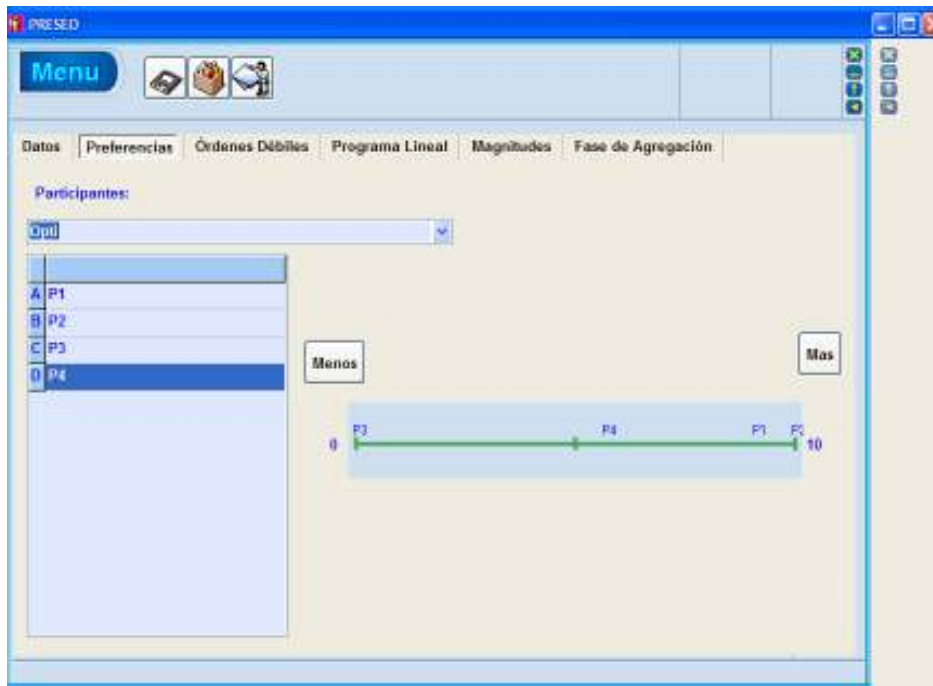 PRESED
Menu
Datos Preferencias Órdenes Débiles Programa Lineal Magnitudes Fase de Agregación
Participantes:
Opti
A P1
B P2
C P3
D P4
Menos Mas
P3 P4 P1
0 10